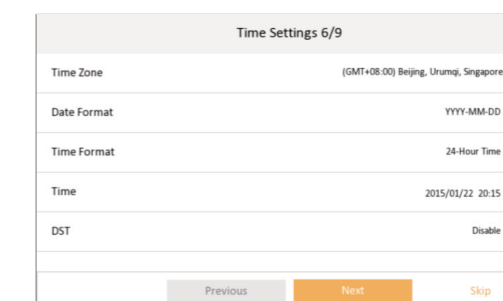 Time Settings 6/9
Time Zone (GMT+08:00) Beijing, Urumqi, Singapore
Date Format YYYY-MM-DD
Time Format 24-Hour Time
Time 2015/01/22 20:15
DST Disable
Previous Next Skip